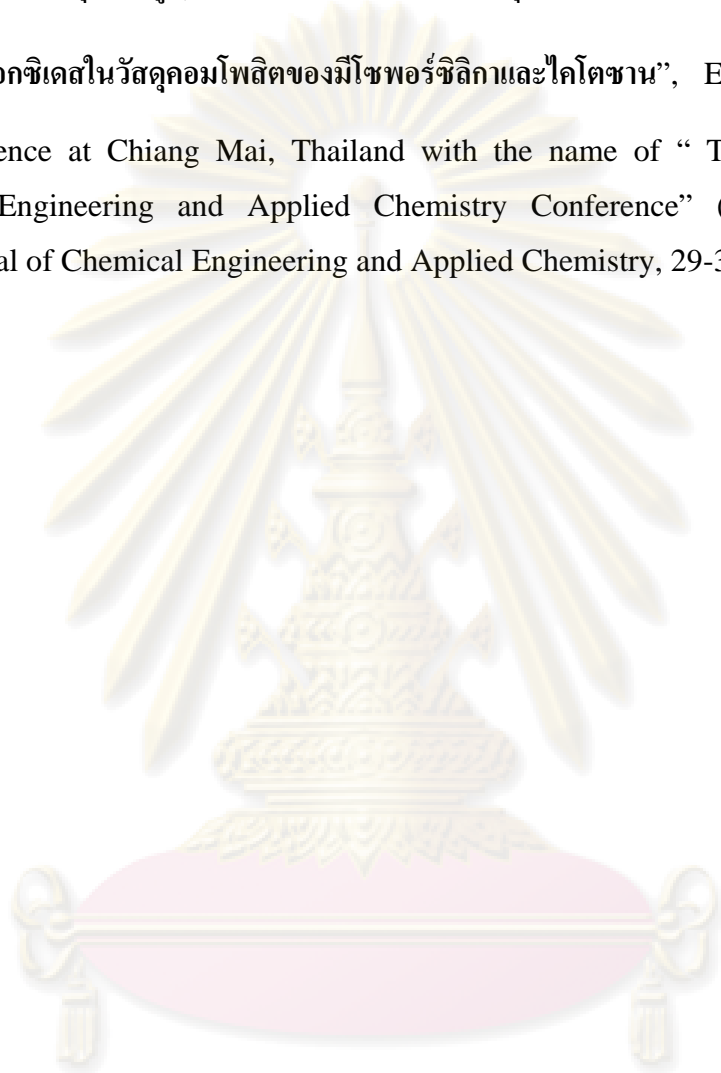 อกซิเดสในวัสดุคอมโพสิตของมีโซพอร์ซิลิกาและไคโตซาน”, E
ence at Chiang Mai, Thailand with the name of “ T
Engineering and Applied Chemistry Conference” (
al of Chemical Engineering and Applied Chemistry, 29-3